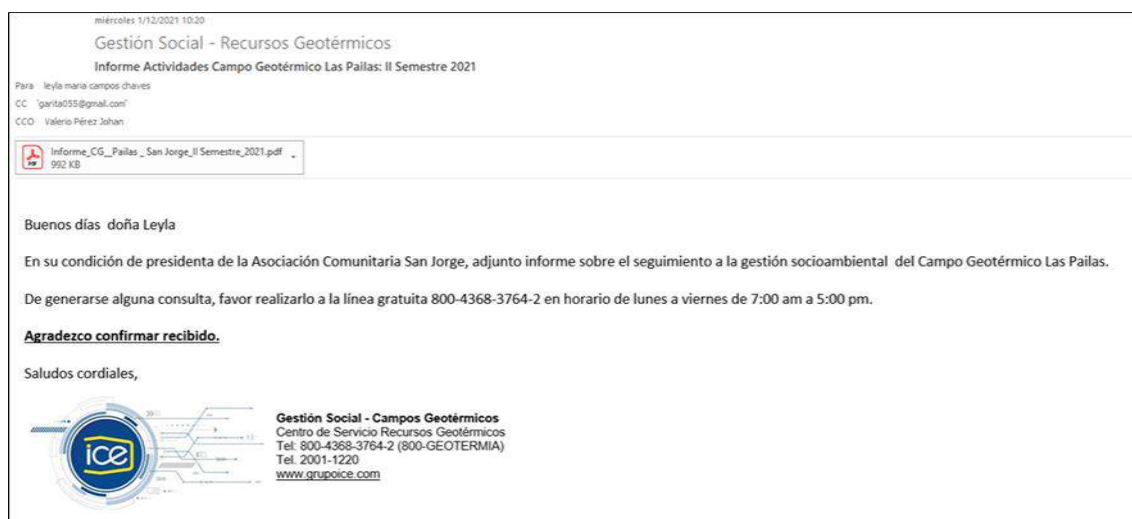 miércoles 1/12/2021 10:20
Gestión Social - Recursos Geotérmicos
Informe Actividades Campo Geotérmico Las Pailas: II Semestre 2021
Para leyla maria campos chaves
CC 'garita055@gmail.com'
CCO Valerio Pérez Johan
Informe_CG__Pailas _ San Jorge_II Semestre_2021.pdf
992 KB
Buenos días doña Leyla
En su condición de presidenta de la Asociación Comunitaria San Jorge, adjunto informe sobre el seguimiento a la gestión socioambiental del Campo Geotérmico Las Pailas.
De generarse alguna consulta, favor realizarlo a la línea gratuita 800-4368-3764-2 en horario de lunes a viernes de 7:00 am a 5:00 pm.
Agradezco confirmar recibido.
Saludos cordiales,
ice
Gestión Social - Campos Geotérmicos
Centro de Servicio Recursos Geotérmicos
Tel: 800-4368-3764-2 (800-GEOTERMIA)
Tel. 2001-1220
www.grupoice.com